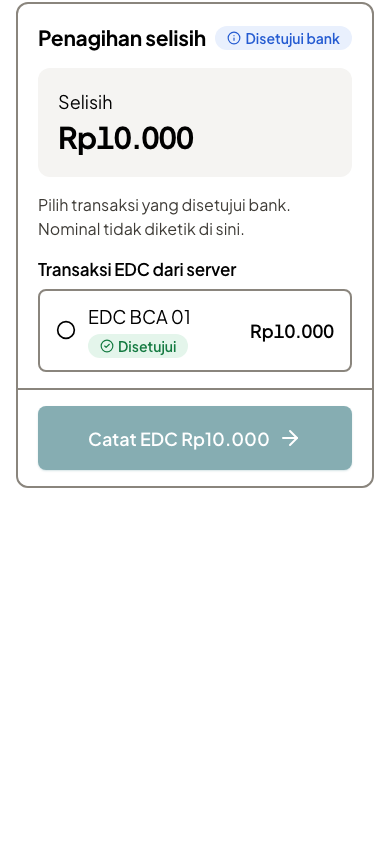 Penagihan selisih
Disetujui bank
Selisih
Rp10.000
Pilih transaksi yang disetujui bank.
Nominal tidak diketik di sini.
Transaksi EDC dari server
EDC BCA 01
Disetujui
Rp10.000
Catat EDC Rp10.000